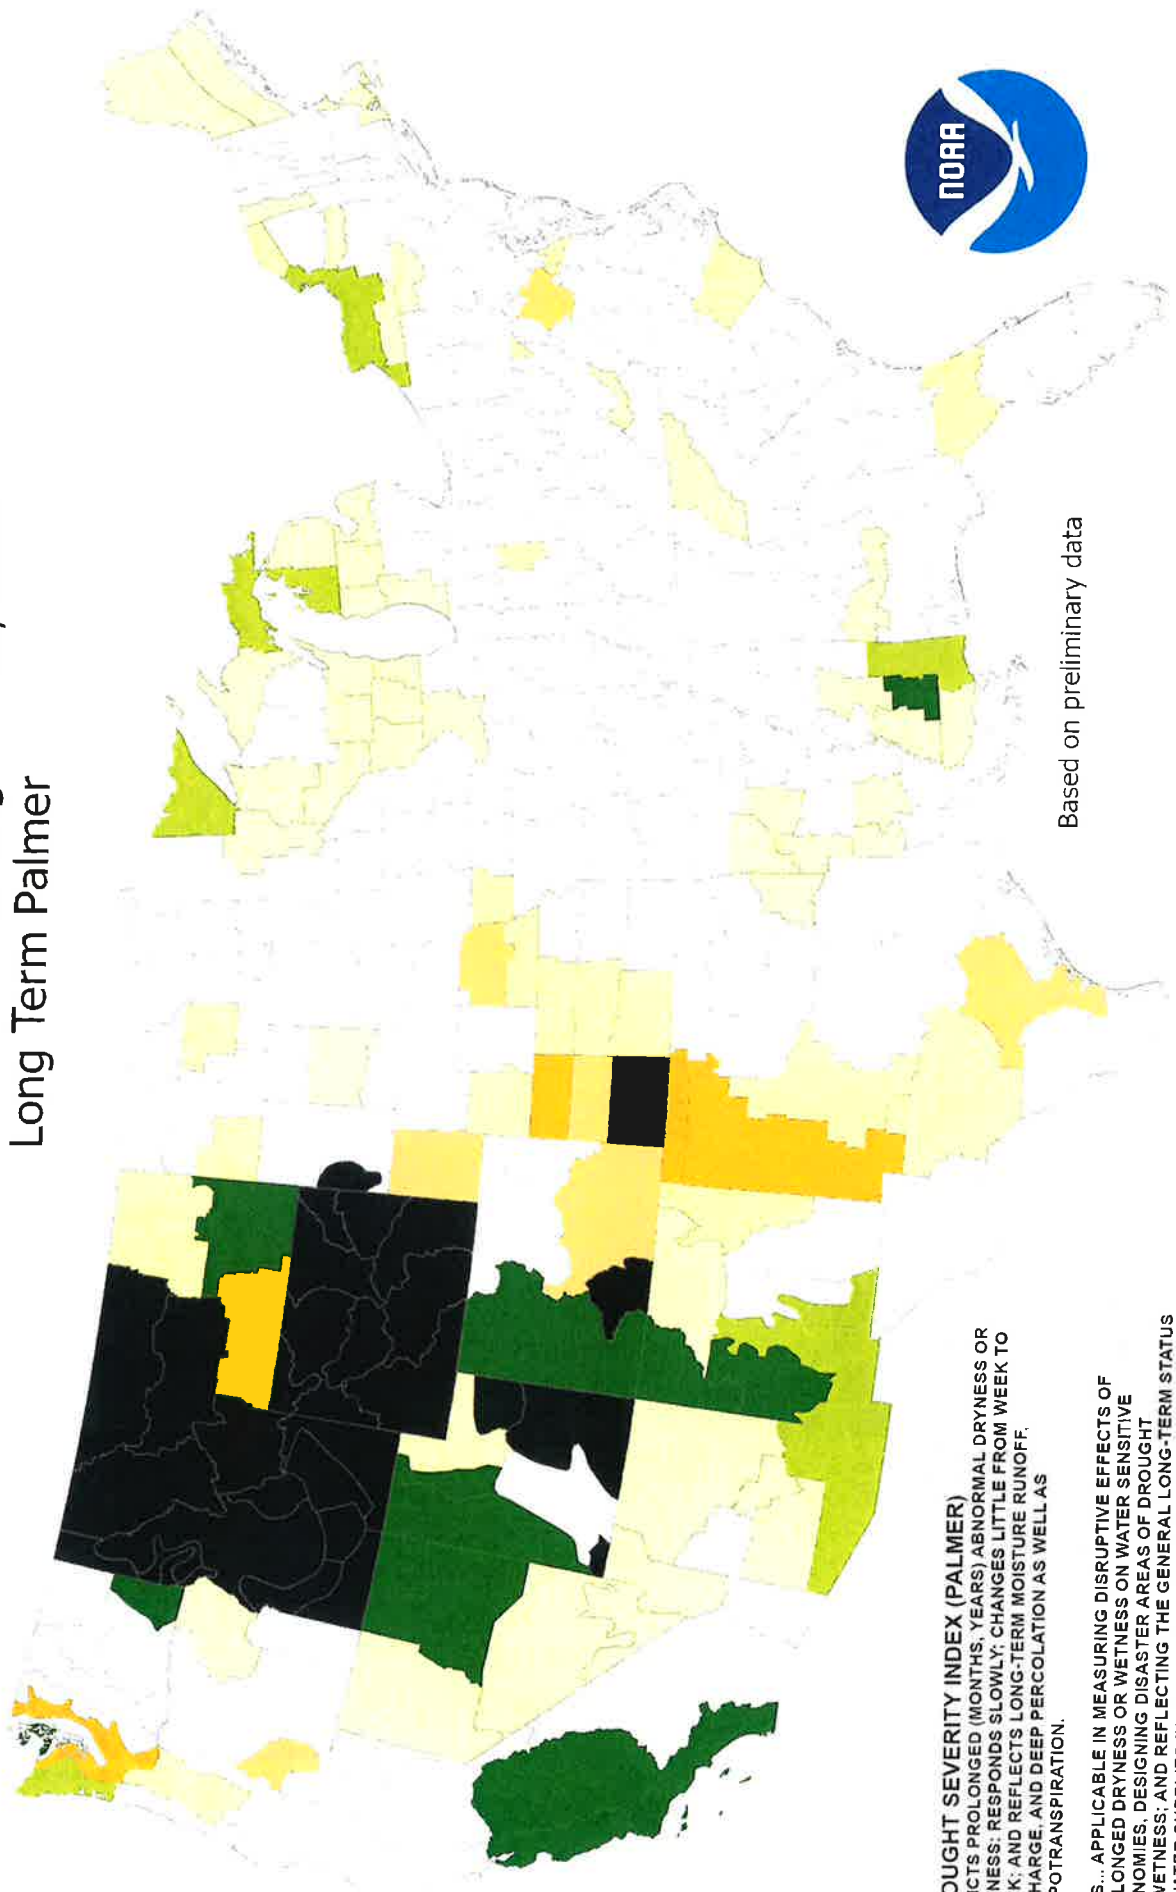 Long Term Palmer
NOAA
Based on preliminary data
OUGHT SEVERITY INDEX (PALMER)
ICTS PROLONGED (MONTHS, YEARS) ABNORMAL DRYNESS OR
NESS; RESPONDS SLOWLY; CHANGES LITTLE FROM WEEK TO
K; AND REFLECTS LONG-TERM MOISTURE RUNOFF,
HARGE, AND DEEP PERCOLATION AS WELL AS
POTRANSPIRATION.
S... APPLICABLE IN MEASURING DISRUPTIVE EFFECTS OF
LONGED DRYNESS OR WETNESS ON WATER SENSITIVE
NOMIES, DESIGNING DISASTER AREAS OF DROUGHT
WETNESS; AND REFLECTING THE GENERAL LONG-TERM STATUS